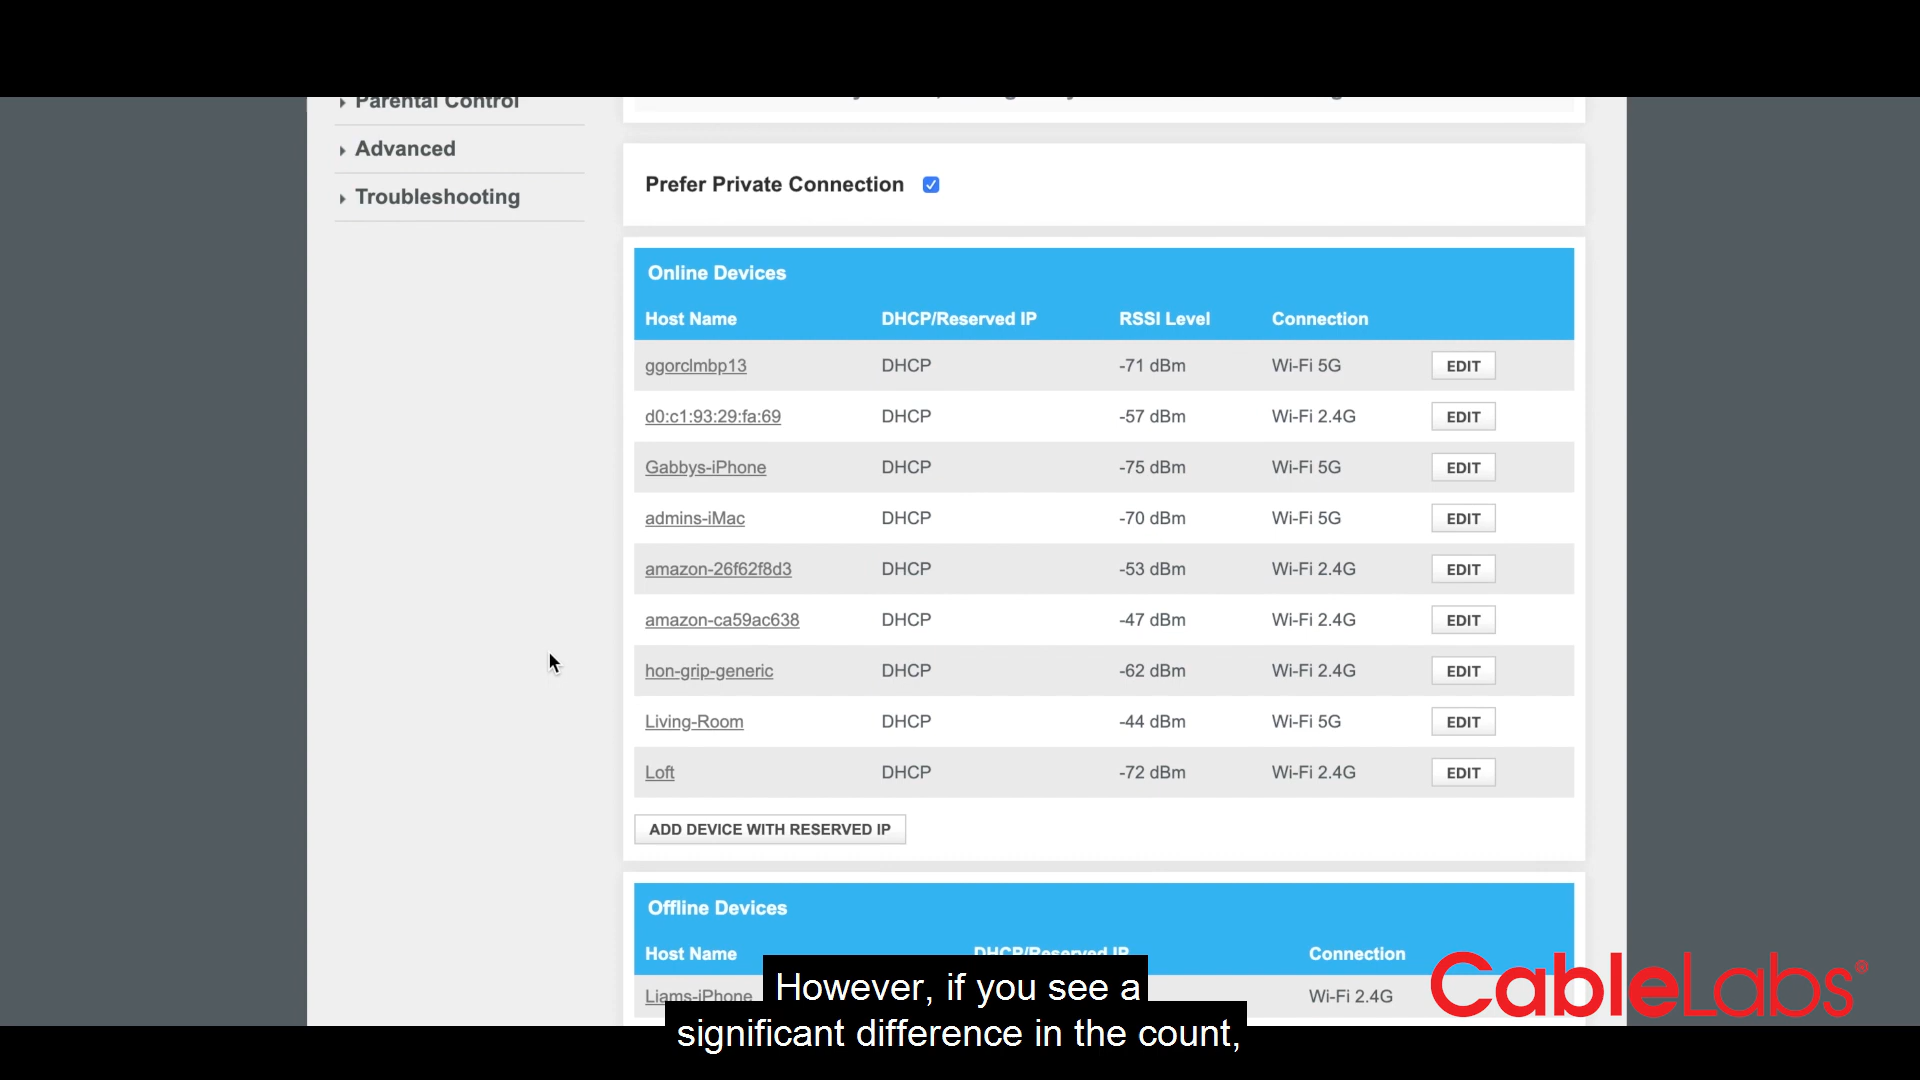 Parental Control
Advanced
Troubleshooting
Prefer Private Connection
Online Devices
Host Name DHCP/Reserved IP RSSI Level Connection
ggorclmbp13 DHCP -71 dBm Wi-Fi 5G EDIT
d0:c1:93:29:fa:69 DHCP -57 dBm Wi-Fi 2.4G EDIT
Gabbys-iPhone DHCP -75 dBm Wi-Fi 5G EDIT
admins-iMac DHCP -70 dBm Wi-Fi 5G EDIT
amazon-26f62f8d3 DHCP -53 dBm Wi-Fi 2.4G EDIT
amazon-ca59ac638 DHCP -47 dBm Wi-Fi 2.4G EDIT
hon-grip-generic DHCP -62 dBm Wi-Fi 2.4G EDIT
Living-Room DHCP -44 dBm Wi-Fi 5G EDIT
Loft DHCP -72 dBm Wi-Fi 2.4G EDIT
ADD DEVICE WITH RESERVED IP
Offline Devices
Host Name DHCP/Reserved IP Connection
Liams-iPhone Wi-Fi 2.4G
CableLabs®
However, if you see a
significant difference in the count,